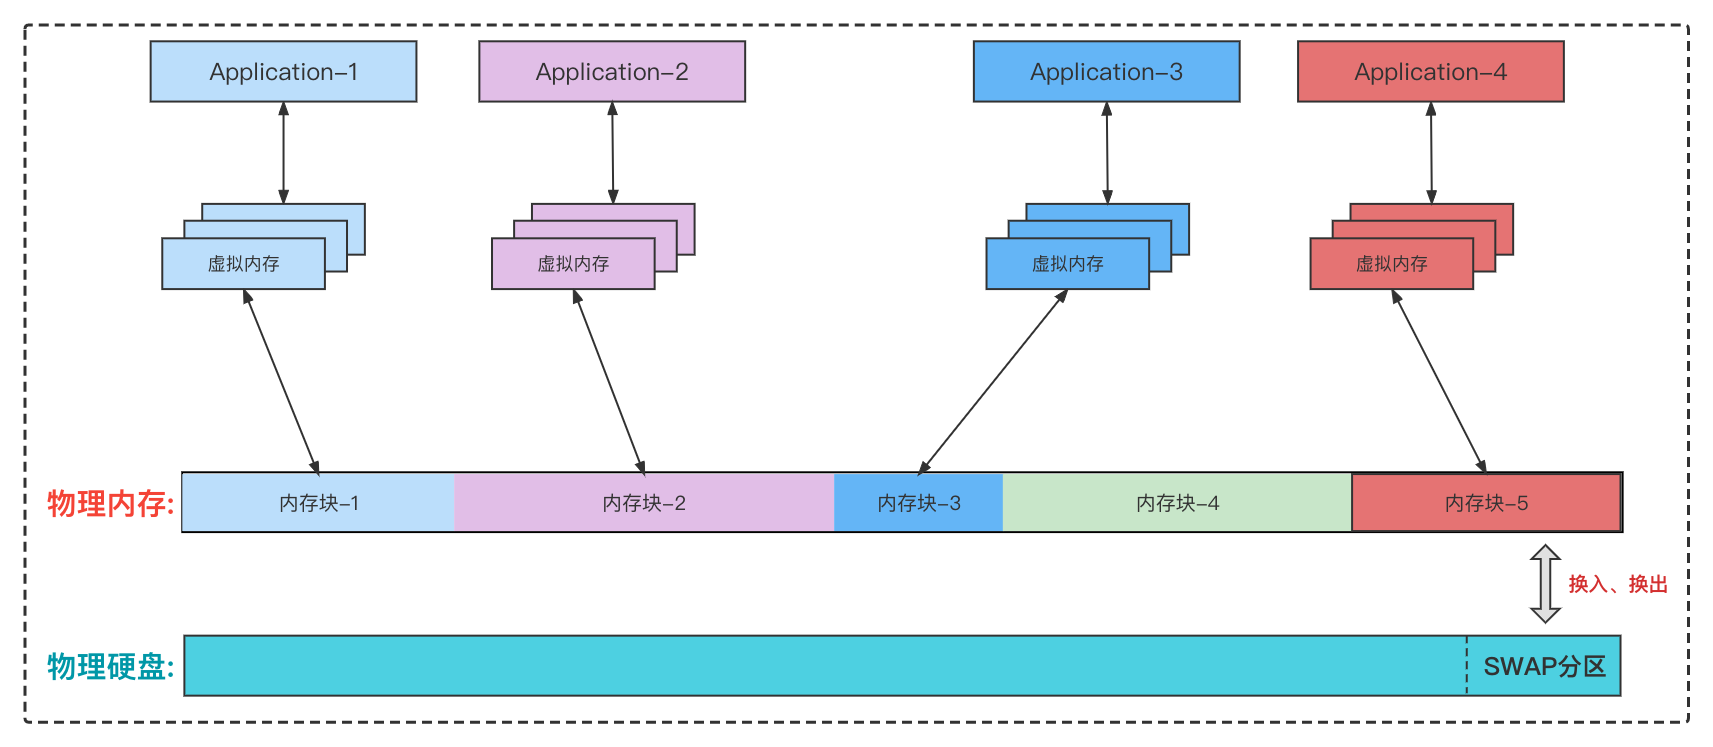 Application-1
Application-2
Application-3
Application-4
虚拟内存
虚拟内存
虚拟内存
虚拟内存
物理内存:
内存块-1
内存块-2
内存块-3
内存块-4
内存块-5
换入、换出
物理硬盘:
SWAP分区